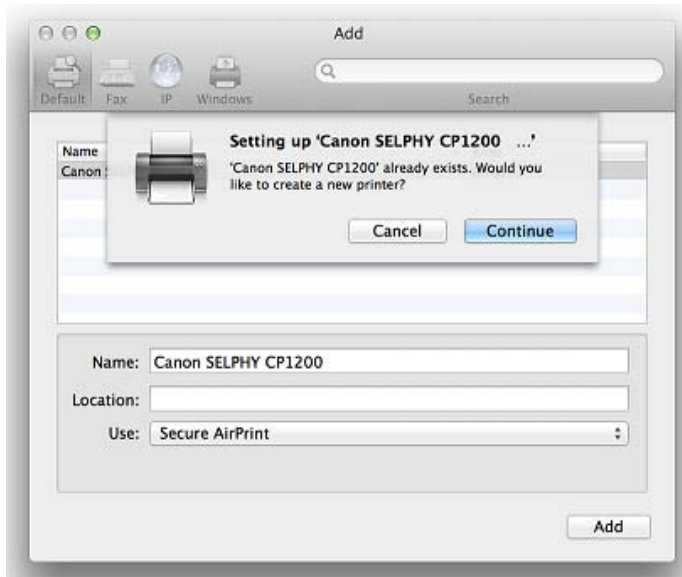 Add
Default Fax IP Windows
Search
Name
Canon
Setting up 'Canon SELPHY CP1200 ...'
'Canon SELPHY CP1200' already exists. Would you
like to create a new printer?
Cancel Continue
Name: Canon SELPHY CP1200
Location:
Use: Secure AirPrint
Add